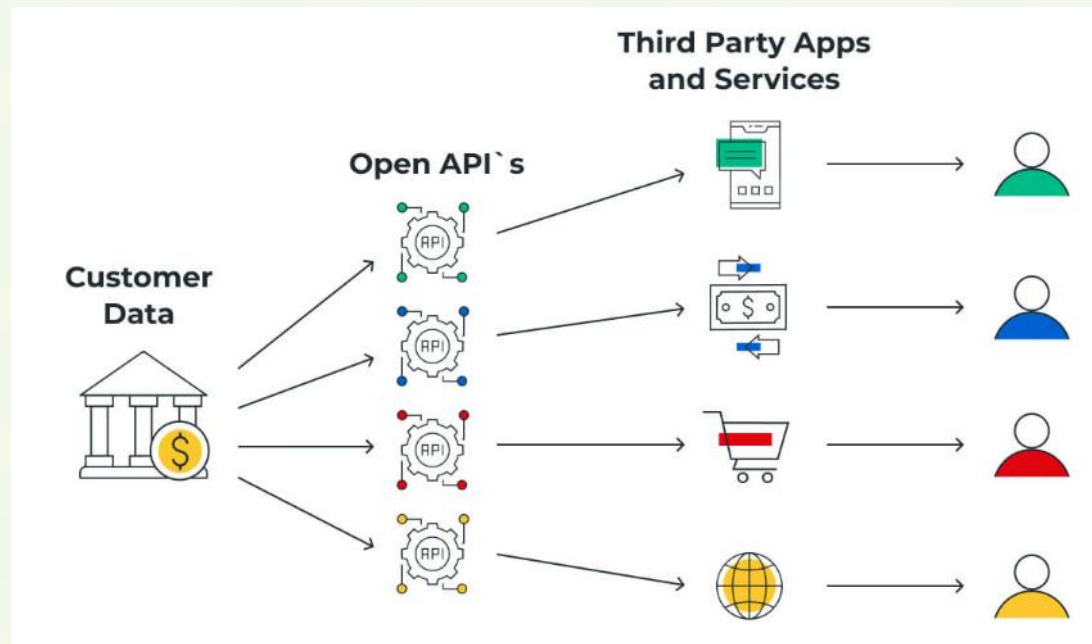 Third Party Apps
and Services
Open API`s
Customer
Data
API
API
API
API
$
$